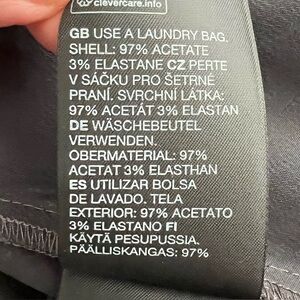 clevercare.info
GB USE A LAUNDRY BAG.
SHELL: 97% ACETATE
3% ELASTANE CZ PERTE
V SÁČKU PRO ŠETRNÉ
PRANÍ. SVRCHNÍ LÁTKA:
97% ACETÁT 3% ELASTAN
DE WÄSCHEBEUTEL
VERWENDEN.
OBERMATERIAL: 97%
ACETAT 3% ELASTHAN
ES UTILIZAR BOLSA
DE LAVADO. TELA
EXTERIOR: 97% ACETATO
3% ELASTANO FI
KÄYTÄ PESUPUSSIA.
PÄÄLLISKANGAS: 97%